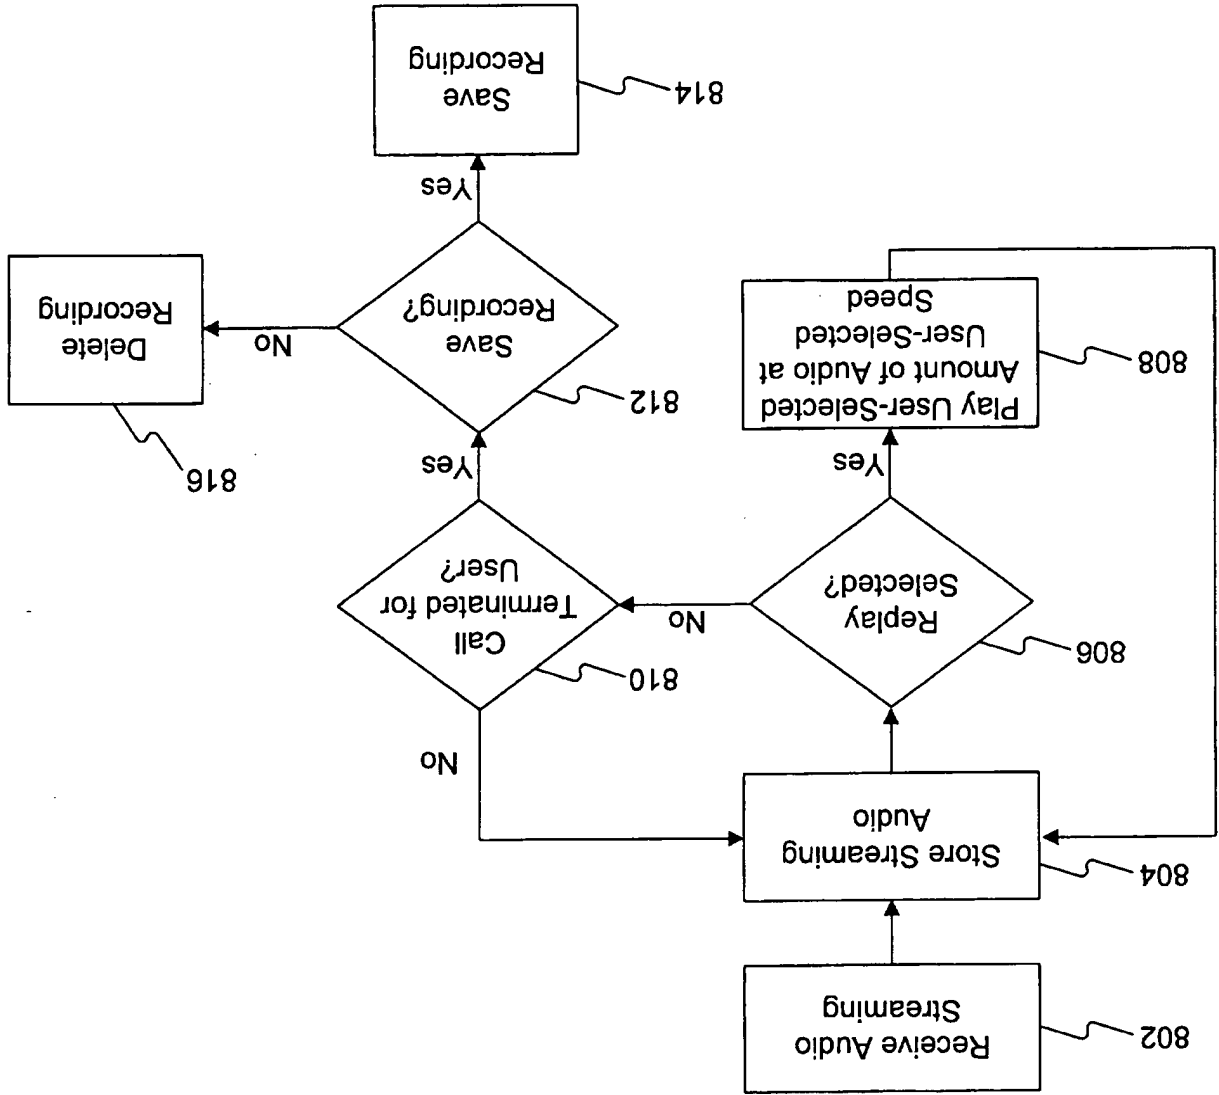 802
Receive Audio
Streaming
804
Store Streaming
Audio
806
Replay
Selected?
No
Yes
808
Play User-Selected
Amount of Audio at
User-Selected
Speed
810
Call
Terminated for
User?
No
Yes
812
Save
Recording?
No
Yes
814
Save
Recording
816
Delete
Recording